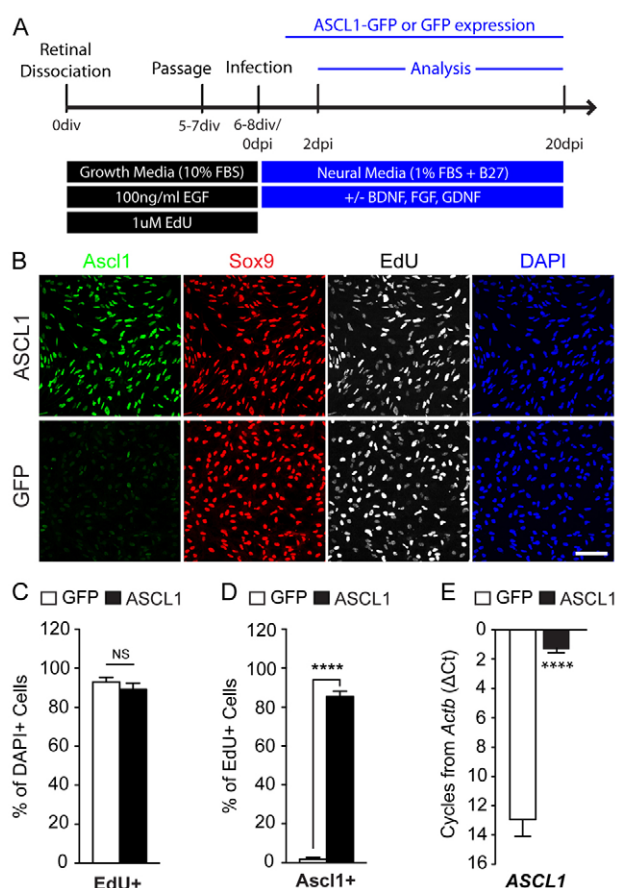 A
ASCL1-GFP or GFP expression
Retinal
Dissociation
Passage
Infection
Analysis
0div
5-7div
6-8div/
0dpi
2dpi
20dpi
Growth Media (10% FBS)
Neural Media (1% FBS + B27)
100ng/ml EGF
+/- BDNF, FGF, GDNF
1uM EdU
B
Ascl1
Sox9
EdU
DAPI
ASCL1
GFP
C
GFP
ASCL1
% of DAPI+ Cells
120
100
80
60
40
20
0
NS
EdU+
D
GFP
ASCL1
% of EdU+ Cells
120
100
80
60
40
20
0
****
Ascl1+
E
GFP
ASCL1
Cycles from Actb (ΔCt)
0
2
4
6
8
10
12
14
16
****
ASCL1